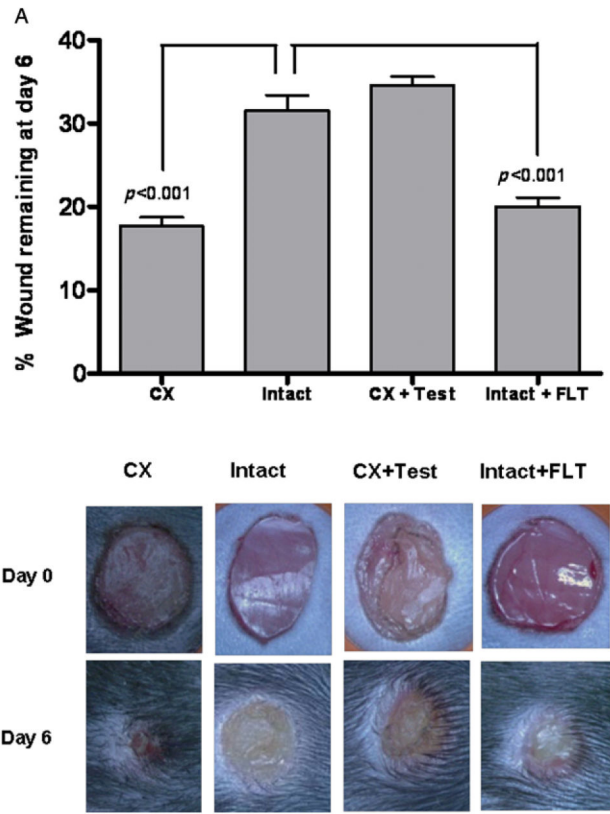 A
% Wound remaining at day 6
40
30
20
10
0
p<0.001
p<0.001
CX
Intact
CX + Test
Intact + FLT
CX
Intact
CX+Test
Intact+FLT
Day 0
Day 6